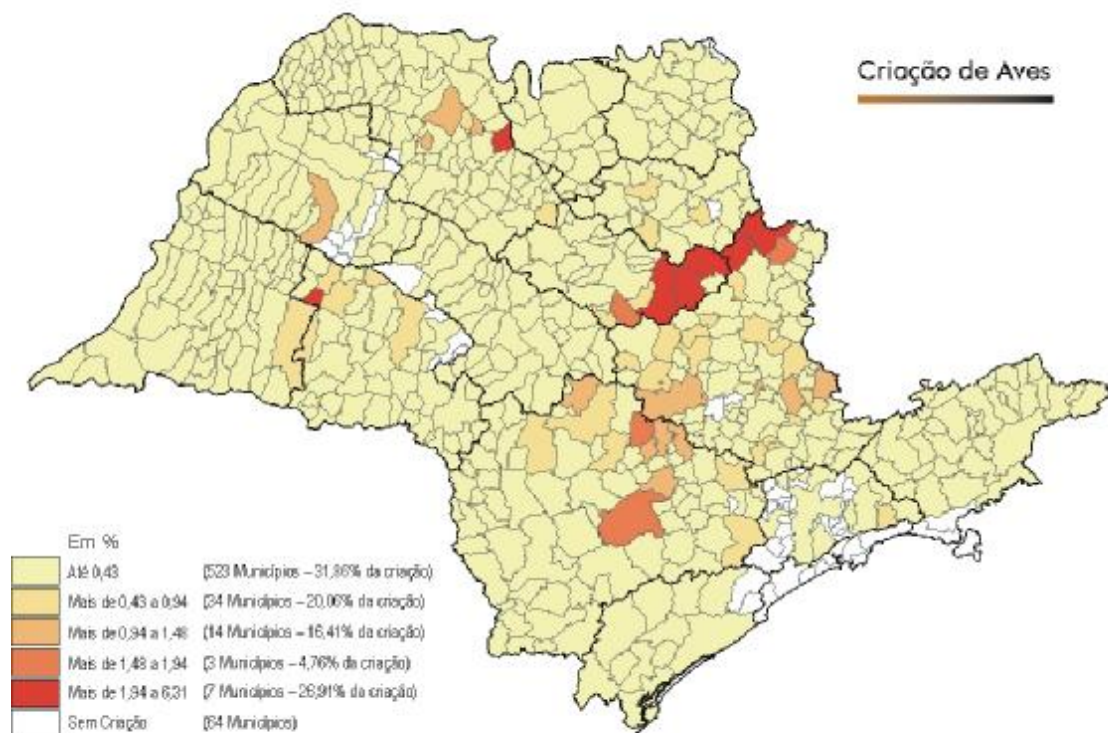 Criação de Aves
Em %
Até 0,43 (523 Municípios – 31,86% da criação)
Mais de 0,43 a 0,94 (34 Municípios – 20,06% da criação)
Mais de 0,94 a 1,48 (14 Municípios – 16,41% da criação)
Mais de 1,48 a 1,94 (3 Municípios – 4,76% da criação)
Mais de 1,94 a 6,31 (7 Municípios – 26,91% da criação)
Sem Criação (64 Municípios)